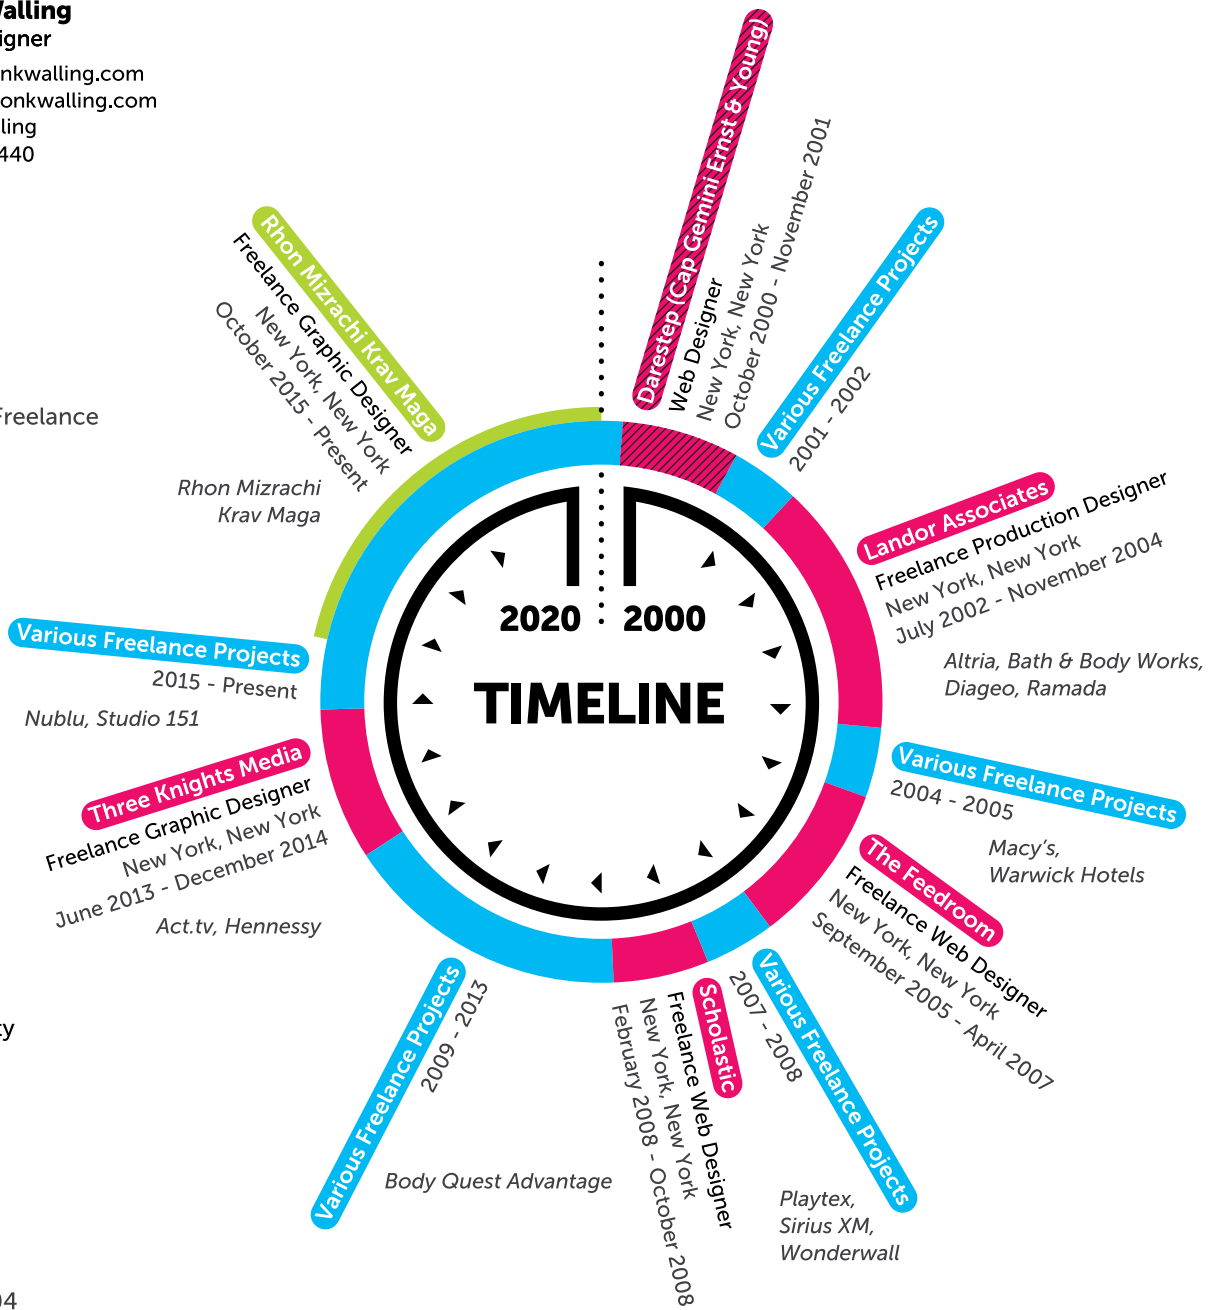 alling
igner
nkwalling.com
onkwalling.com
ling
440
Darestep (Cap Gemini Ernst & Young)
Web Designer
New York, New York
October 2000 - November 2001
Various Freelance Projects
2001 - 2002
Landor Associates
Freelance Production Designer
New York, New York
July 2002 - November 2004
Altria, Bath & Body Works,
Diageo, Ramada
Various Freelance Projects
2004 - 2005
Macy's,
Warwick Hotels
The Feedroom
Freelance Web Designer
New York, New York
September 2005 - April 2007
Various Freelance Projects
2007 - 2008
Playtex,
Sirius XM,
Wonderwall
Scholastic
Freelance Web Designer
New York, New York
February 2008 - October 2008
Various Freelance Projects
2009 - 2013
Body Quest Advantage
Three Knights Media
Freelance Graphic Designer
New York, New York
June 2013 - December 2014
Act.tv, Hennessy
Various Freelance Projects
2015 - Present
Nublu, Studio 151
Rhon Mizrachi Krav Maga
Freelance Graphic Designer
New York, New York
October 2015 - Present
Rhon Mizrachi
Krav Maga
Freelance
2020 2000
TIMELINE
ty
04